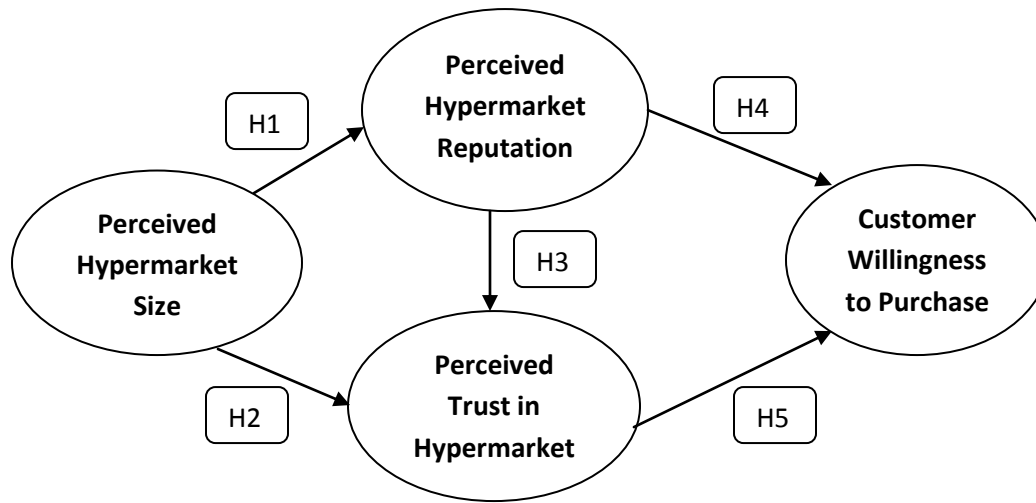 Perceived
Hypermarket
Reputation
H1
H4
Perceived
Hypermarket
Size
H3
Customer
Willingness
to Purchase
Perceived
Trust in
Hypermarket
H2
H5